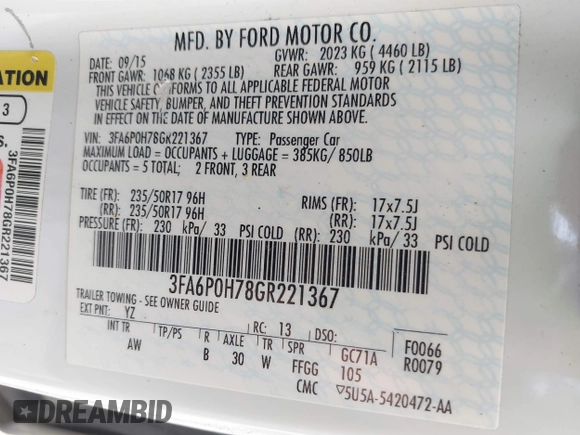 MFD. BY FORD MOTOR CO.
DATE: 09/15 GVWR: 2023 KG ( 4460 LB)
FRONT GAWR: 1068 KG ( 2355 LB) REAR GAWR: 959 KG ( 2115 LB)
THIS VEHICLE CONFORMS TO ALL APPLICABLE FEDERAL MOTOR
VEHICLE SAFETY, BUMPER, AND THEFT PREVENTION STANDARDS
IN EFFECT ON THE DATE OF MANUFACTURE SHOWN ABOVE.
VIN: 3FA6P0H78GR221367 TYPE: Passenger Car
MAXIMUM LOAD = OCCUPANTS + LUGGAGE = 385KG/ 850LB
OCCUPANTS = 5 TOTAL; 2 FRONT, 3 REAR
TIRE (FR): 235/50R17 96H RIMS (FR): 17x7.5J
(RR): 235/50R17 96H (RR): 17x7.5J
PRESSURE (FR): 230 kPa/ 33 PSI COLD (RR): 230 kPa/ 33 PSI COLD
3FA6P0H78GR221367
TRAILER TOWING - SEE OWNER GUIDE
EXT PNT: YZ RC: 13 DSO:
INT TR TP/PS R AXLE TR SPR GC71A F0066
AW B 30 W FFGG 105 R0079
CMC ▽5U5A-5420472-AA
ATION
3
3FA6P0H78GR221367
DSUM.COM